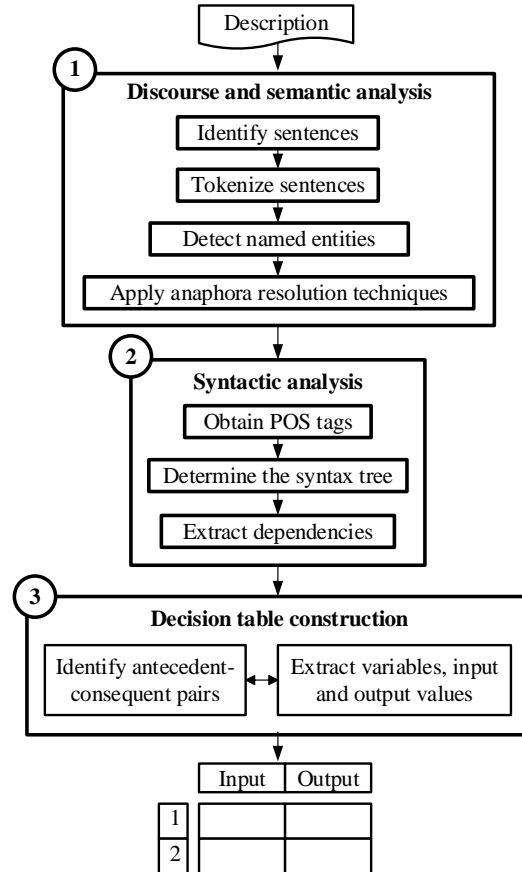 Description
1
Discourse and semantic analysis
Identify sentences
Tokenize sentences
Detect named entities
Apply anaphora resolution techniques
2
Syntactic analysis
Obtain POS tags
Determine the syntax tree
Extract dependencies
3
Decision table construction
Identify antecedent-
consequent pairs
Extract variables, input
and output values
Input Output
1
2